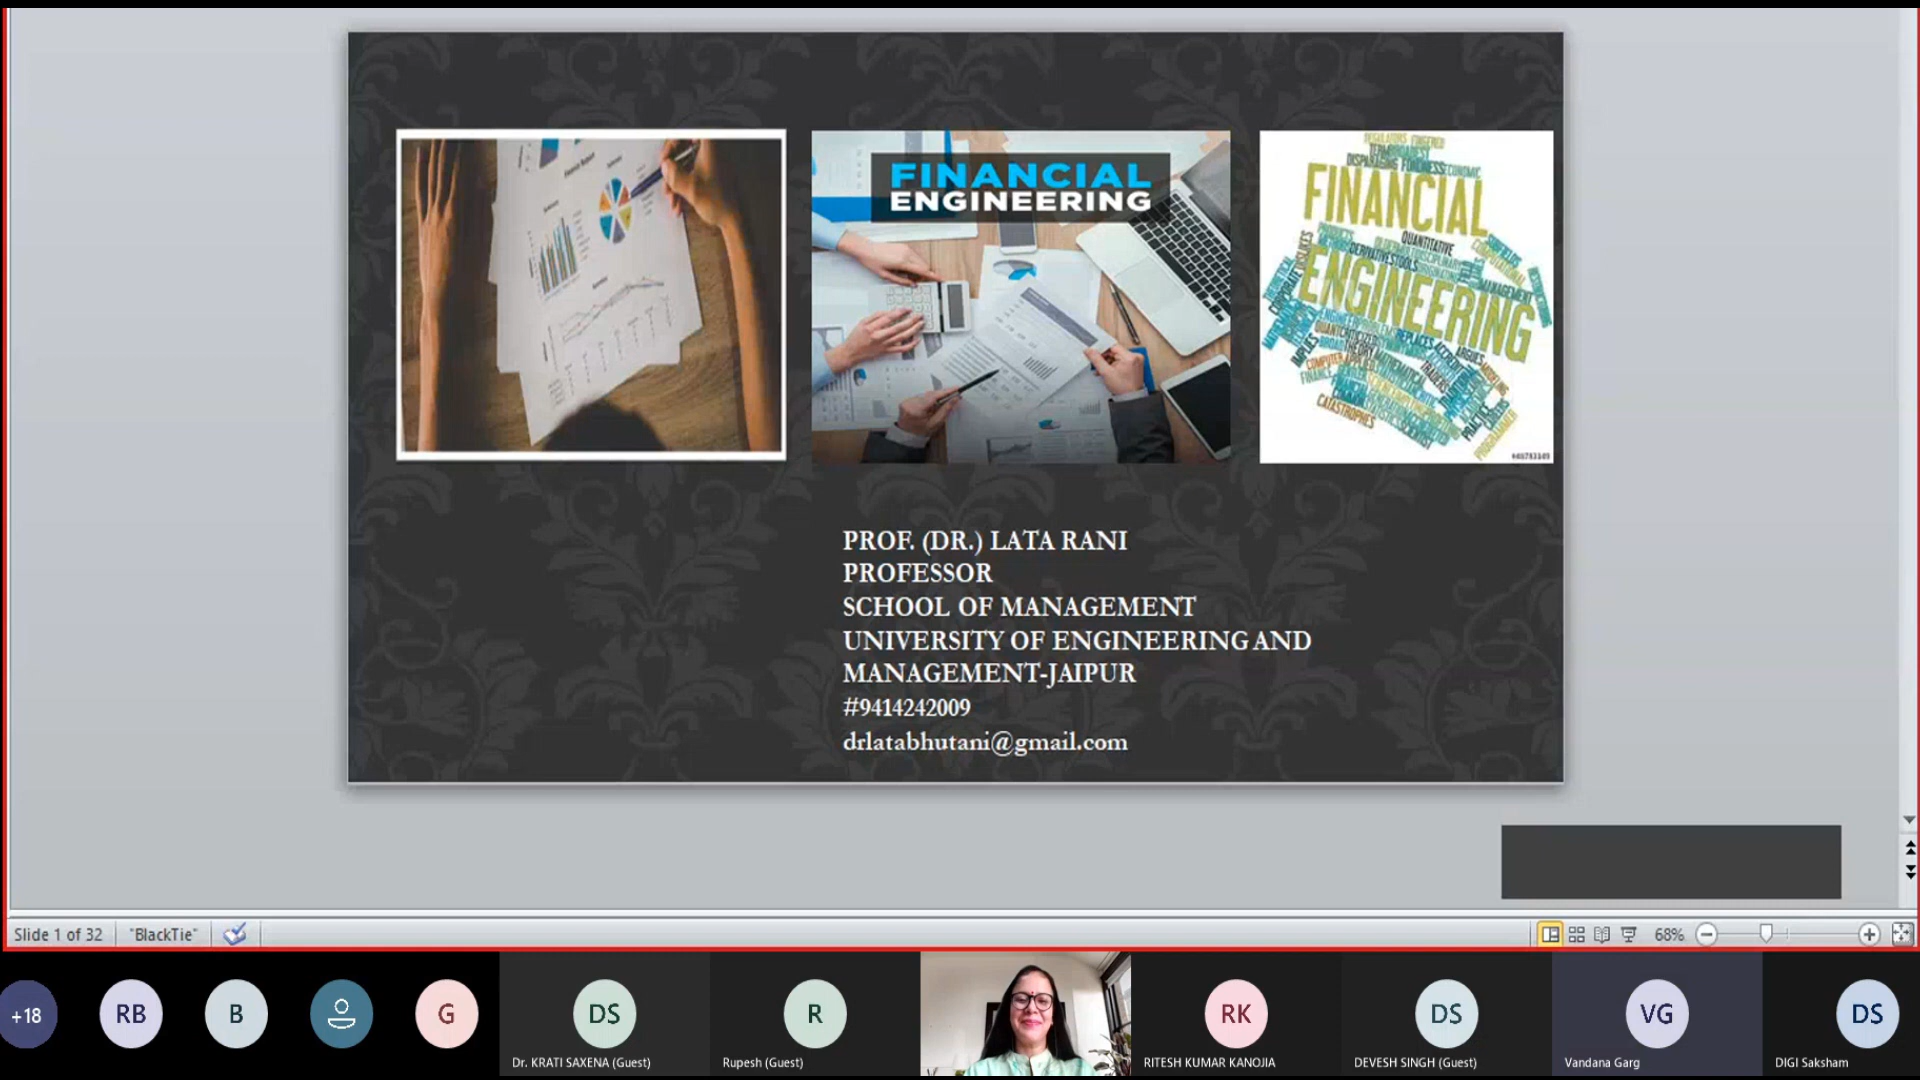 FINANCIAL
ENGINEERING
FINANCIAL
QUANTITATIVE
ENGINEERING
MANAGEMENT
CATASTROPHES
PROF. (DR.) LATA RANI
PROFESSOR
SCHOOL OF MANAGEMENT
UNIVERSITY OF ENGINEERING AND
MANAGEMENT-JAIPUR
#9414242009
drlatabhutani@gmail.com
Slide 1 of 32
"BlackTie"
68%
+18
RB
B
G
DS
R
RK
DS
VG
DS
Dr. KRATI SAXENA (Guest)
Rupesh (Guest)
RITESH KUMAR KANOJIA
DEVESH SINGH (Guest)
Vandana Garg
DIGI Saksham